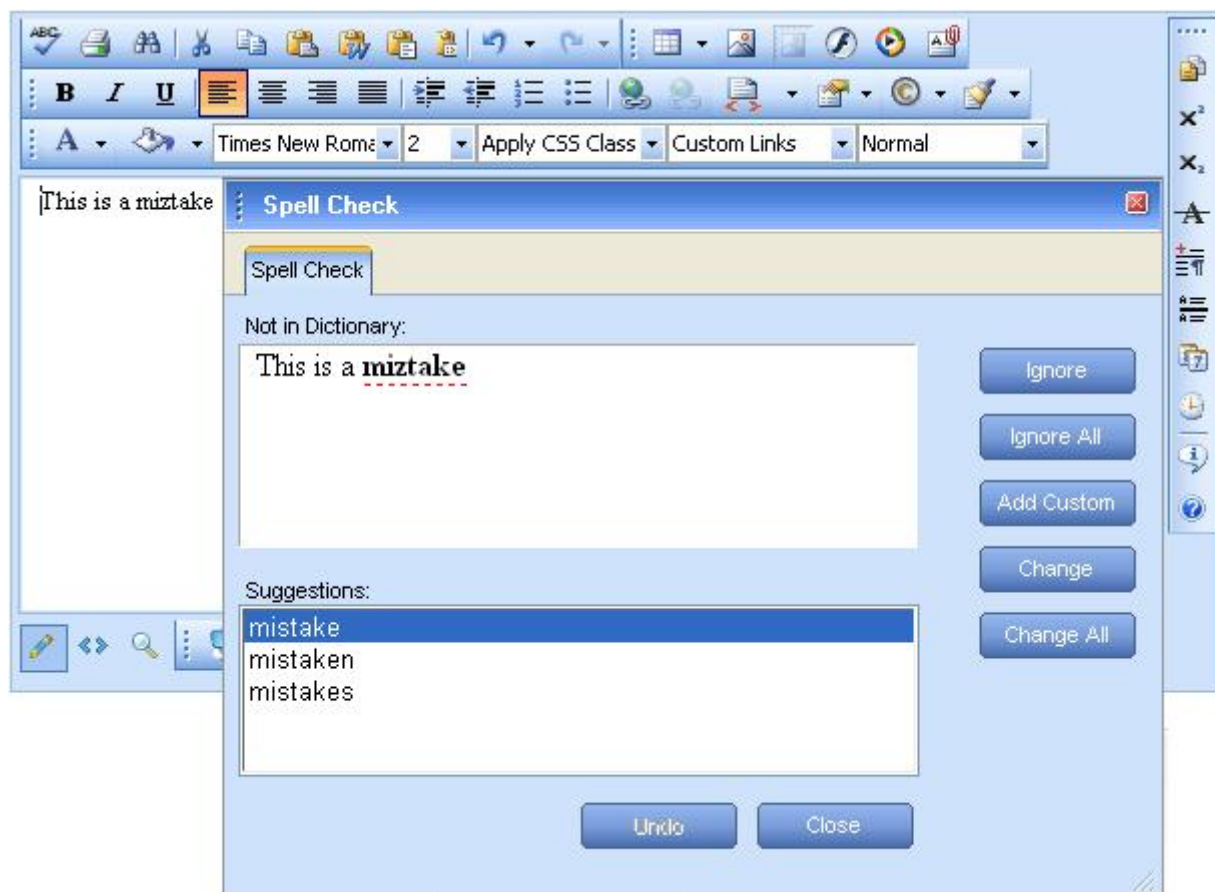 ABC
B I U
A Times New Roma 2 Apply CSS Class Custom Links Normal
This is a miztake
Spell Check
Spell Check
Not in Dictionary:
This is a miztake
Ignore
Ignore All
Add Custom
Change
Change All
Suggestions:
mistake
mistaken
mistakes
Undo
Close